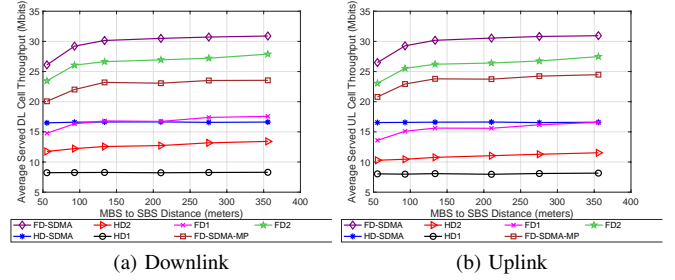 Average Served DL Cell Throughput (Mbits)
35
30
25
20
15
10
5
50 100 150 200 250 300 350 400
MBS to SBS Distance (meters)
FD-SDMA HD2 FD1 FD2
HD-SDMA HD1 FD-SDMA-MP
(a) Downlink
Average Served UL Cell Throughput (Mbits)
35
30
25
20
15
10
5
50 100 150 200 250 300 350 400
MBS to SBS Distance (meters)
FD-SDMA HD2 FD1 FD2
HD-SDMA HD1 FD-SDMA-MP
(b) Uplink